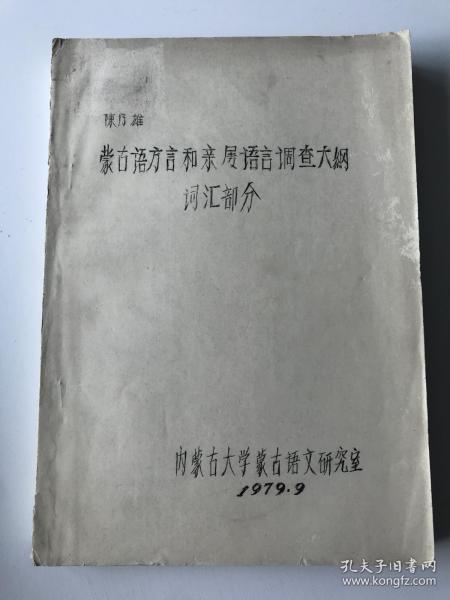 陳乃雄
蒙古语方言和亲属语言调查大纲
词汇部分
内蒙古大学蒙古語文研究室
1979.9
孔夫子旧书网
www.kongfz.com